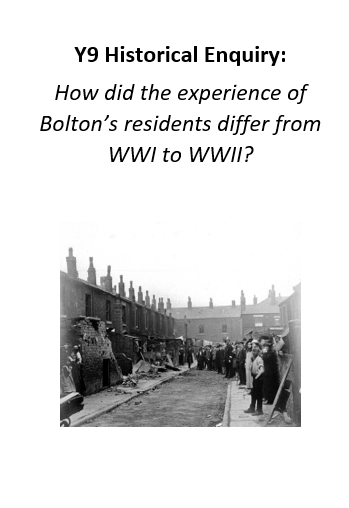 Y9 Historical Enquiry:
How did the experience of
Bolton’s residents differ from
WWI to WWII?